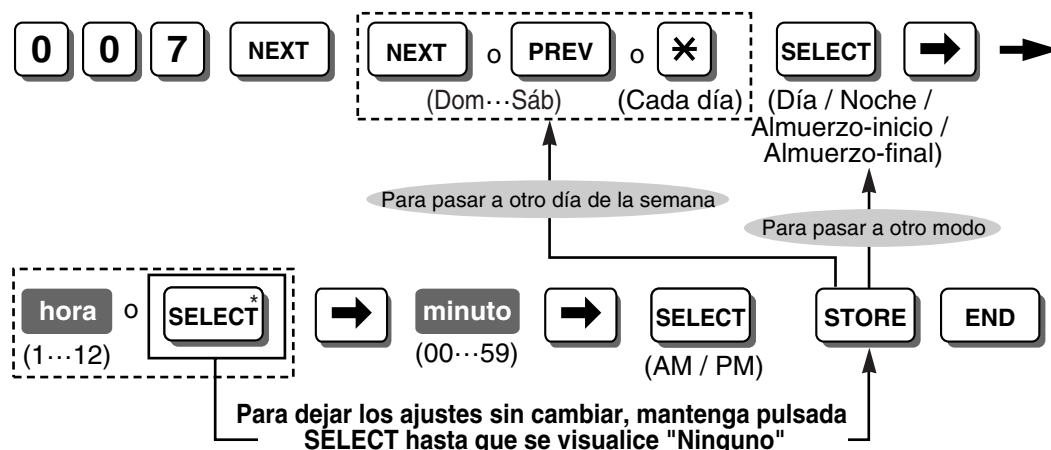 0 0 7 NEXT NEXT o PREV o ✱ SELECT
(Dom···Sáb) (Cada día) (Día / Noche /
Almuerzo-inicio /
Almuerzo-final)
Para pasar a otro día de la semana
Para pasar a otro modo
hora o SELECT* minuto SELECT STORE END
(1···12) (00···59) (AM / PM)
Para dejar los ajustes sin cambiar, mantenga pulsada
SELECT hasta que se visualice "Ninguno"